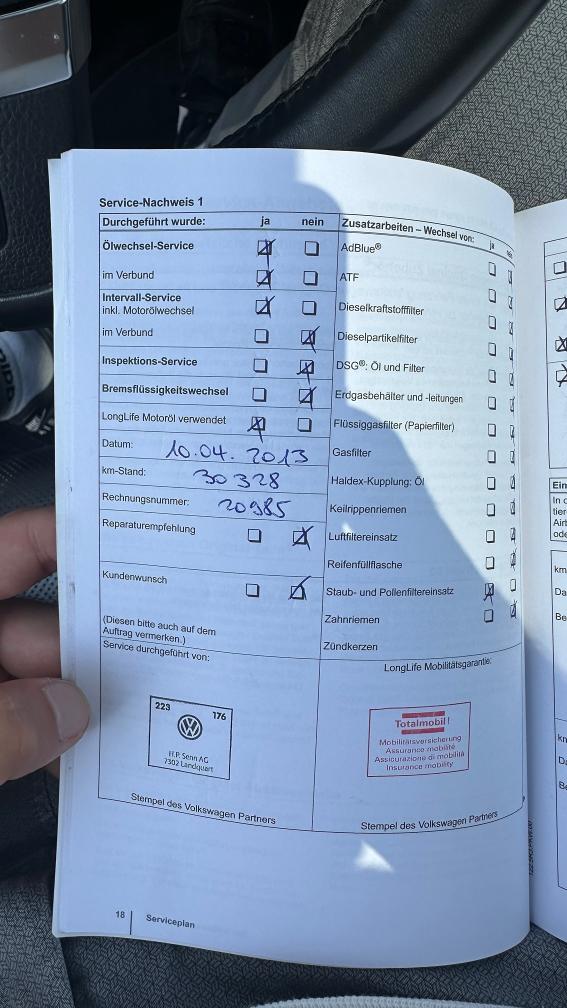 Service-Nachweis 1
Durchgeführt wurde: ja nein
Ölwechsel-Service
im Verbund
Intervall-Service
inkl. Motorölwechsel
im Verbund
Inspektions-Service
Bremsflüssigkeitswechsel
LongLife Motoröl verwendet
Datum: 10.04.2013
km-Stand: 30328
Rechnungsnummer: 20985
Reparaturempfehlung
Kundenwunsch
(Diesen bitte auch auf dem
Auftrag vermerken.)
Zusatzarbeiten – Wechsel von: ja nein
AdBlue®
ATF
Dieselkraftstofffilter
Dieselpartikelfilter
DSG®: Öl und Filter
Erdgasbehälter und -leitungen
Flüssiggasfilter (Papierfilter)
Gasfilter
Haldex-Kupplung: Öl
Keilrippenriemen
Luftfiltereinsatz
Reifenfüllflasche
Staub- und Pollenfiltereinsatz
Zahnriemen
Zündkerzen
Service durchgeführt von:
223 176
H.P. Senn AG
7302 Landquart
Stempel des Volkswagen Partners
LongLife Mobilitätsgarantie:
Totalmobil!
Mobilitätsversicherung
Assurance mobilité
Assicurazione di mobilità
Insurance mobility
Stempel des Volkswagen Partners
18 Serviceplan